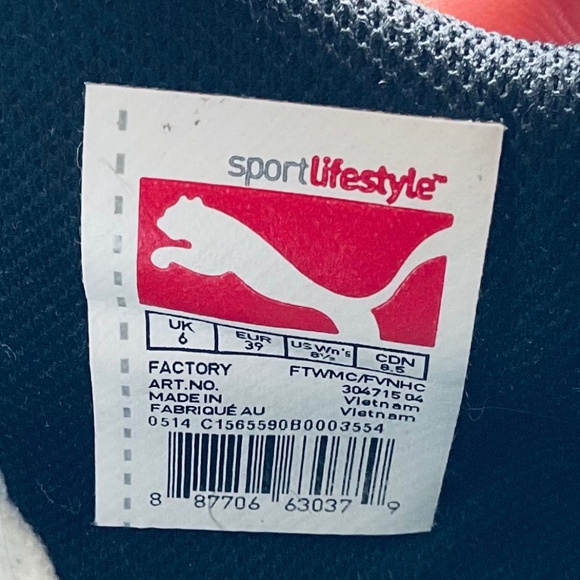 sportlifestyle™
UK 6 EUR 39 US Wn's 8½ CDN 8.5
FACTORY FTWMC/FVNHC
ART.NO. 304715 04
MADE IN Vietnam
FABRIQUÉ AU Vietnam
0514 C1565590B0003554
8 87706 63037 9